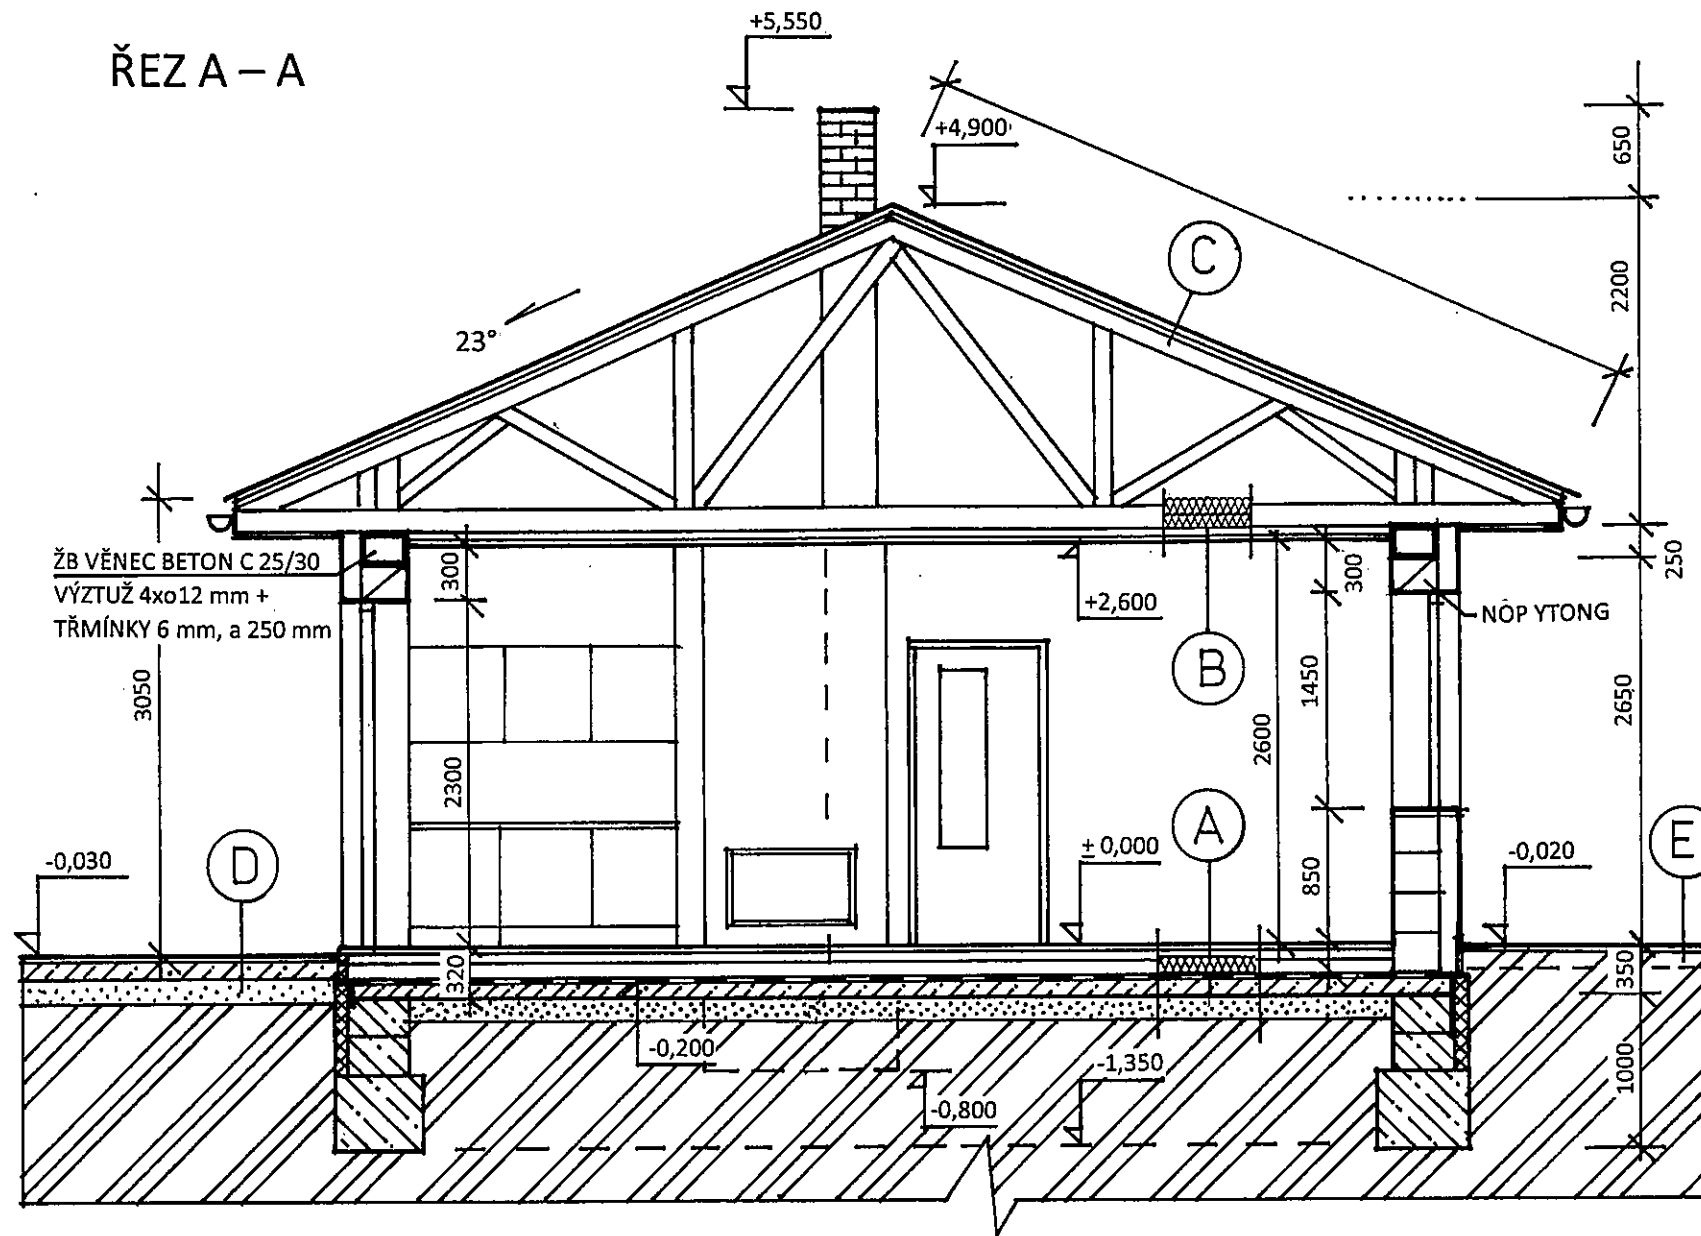 +5,550
ŘEZ A – A
+4,900
650
C
2200
23°
ŽB VĚNEC BETON C 25/30
VÝZTUŽ 4xo12 mm +
TŘMÍNKY 6 mm, a 250 mm
300
+2,600
300
250
NOP YTONG
B
3050
1450
2650
2600
2300
A
-0,030
D
± 0,000
850
-0,020
E
320
350
-0,200
-1,350
-0,800
1000